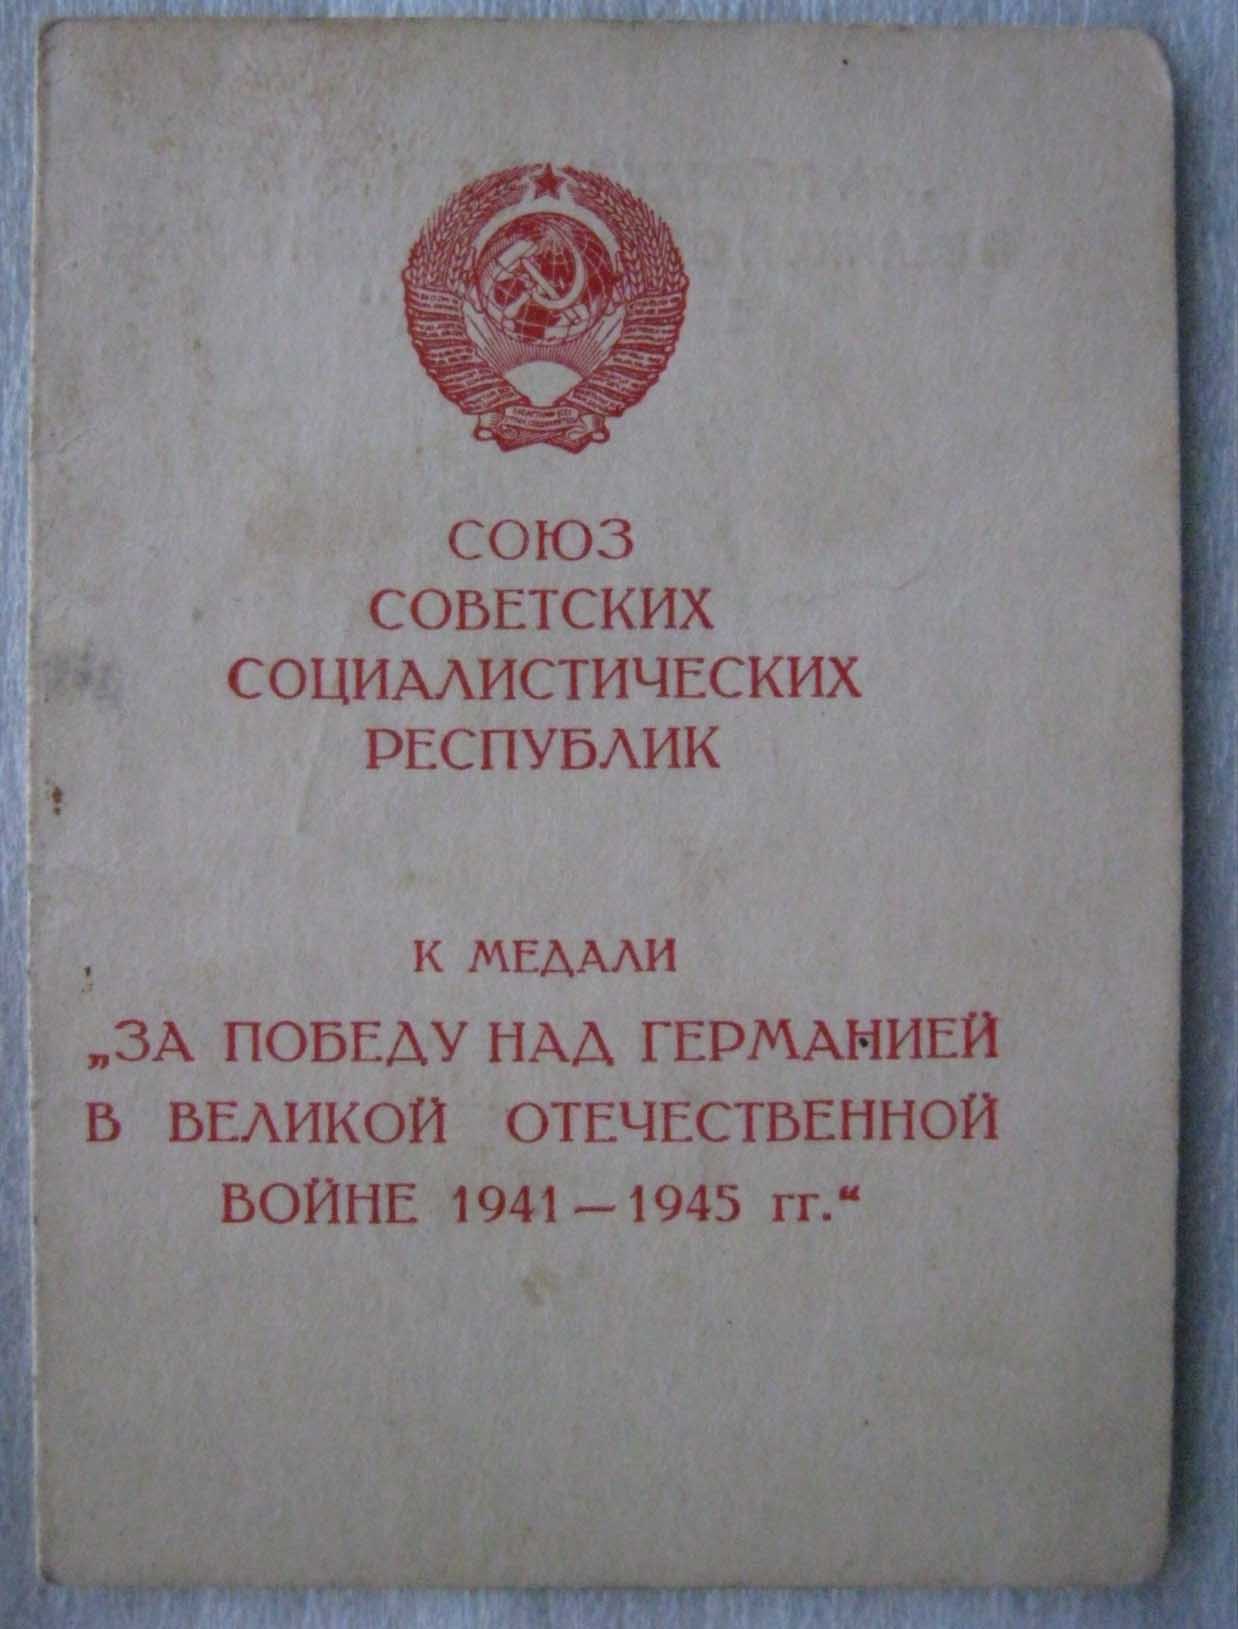 СОЮЗ
СОВЕТСКИХ
СОЦИАЛИСТИЧЕСКИХ
РЕСПУБЛИК
К МЕДАЛИ
„ЗА ПОБЕДУ НАД ГЕРМАНИЕЙ
В ВЕЛИКОЙ ОТЕЧЕСТВЕННОЙ
ВОЙНЕ 1941 — 1945 гг.“